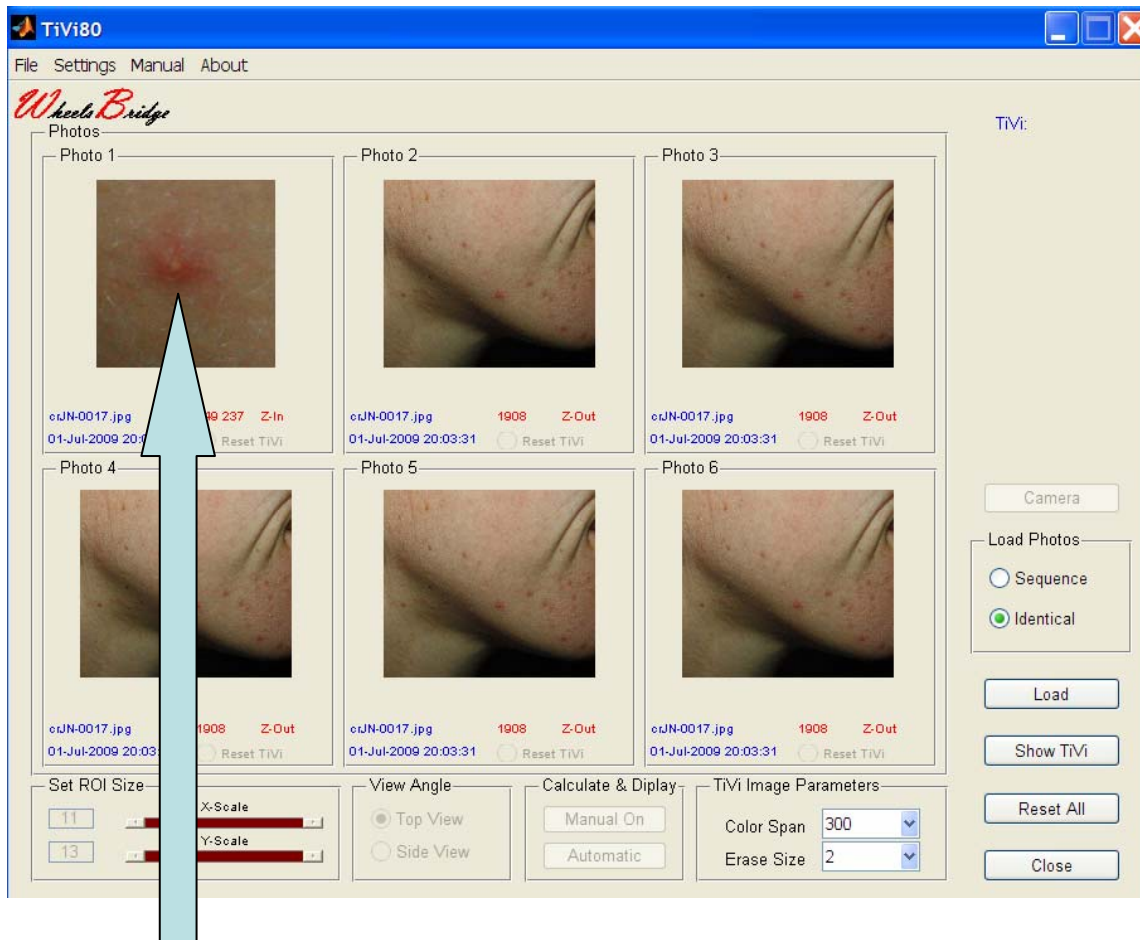 TiVi80
File Settings Manual About
WheelsBridge
TiVi:
Photos
Photo 1
Photo 2
Photo 3
crJN-0017.jpg 237 Z-In
crJN-0017.jpg 1908 Z-Out
crJN-0017.jpg 1908 Z-Out
01-Jul-2009 Reset TiVi
01-Jul-2009 20:03:31 Reset TiVi
01-Jul-2009 20:03:31 Reset TiVi
Photo 4
Photo 5
Photo 6
crJN-0017.jpg 1908 Z-Out
crJN-0017.jpg 1908 Z-Out
crJN-0017.jpg 1908 Z-Out
01-Jul-2009 Reset TiVi
01-Jul-2009 20:03:31 Reset TiVi
01-Jul-2009 20:03:31 Reset TiVi
Camera
Load Photos
Sequence
Identical
Load
Show TiVi
Reset All
Close
Set ROI Size
11 X-Scale
13 Y-Scale
View Angle
Top View
Side View
Calculate & Diplay
Manual On
Automatic
TiVi Image Parameters
Color Span 300
Erase Size 2